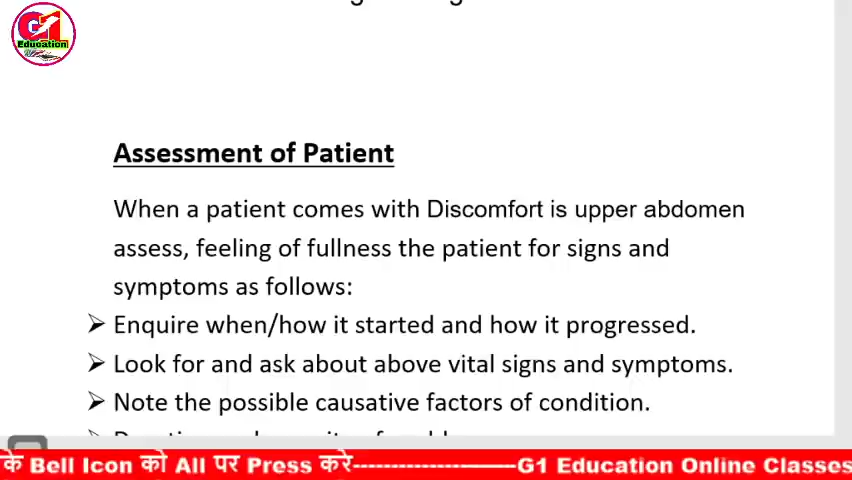 G1
Education
Assessment of Patient
When a patient comes with Discomfort is upper abdomen
assess, feeling of fullness the patient for signs and
symptoms as follows:
➤ Enquire when/how it started and how it progressed.
➤ Look for and ask about above vital signs and symptoms.
➤ Note the possible causative factors of condition.
के Bell Icon को All पर Press करे----------------------G1 Education Online Classes